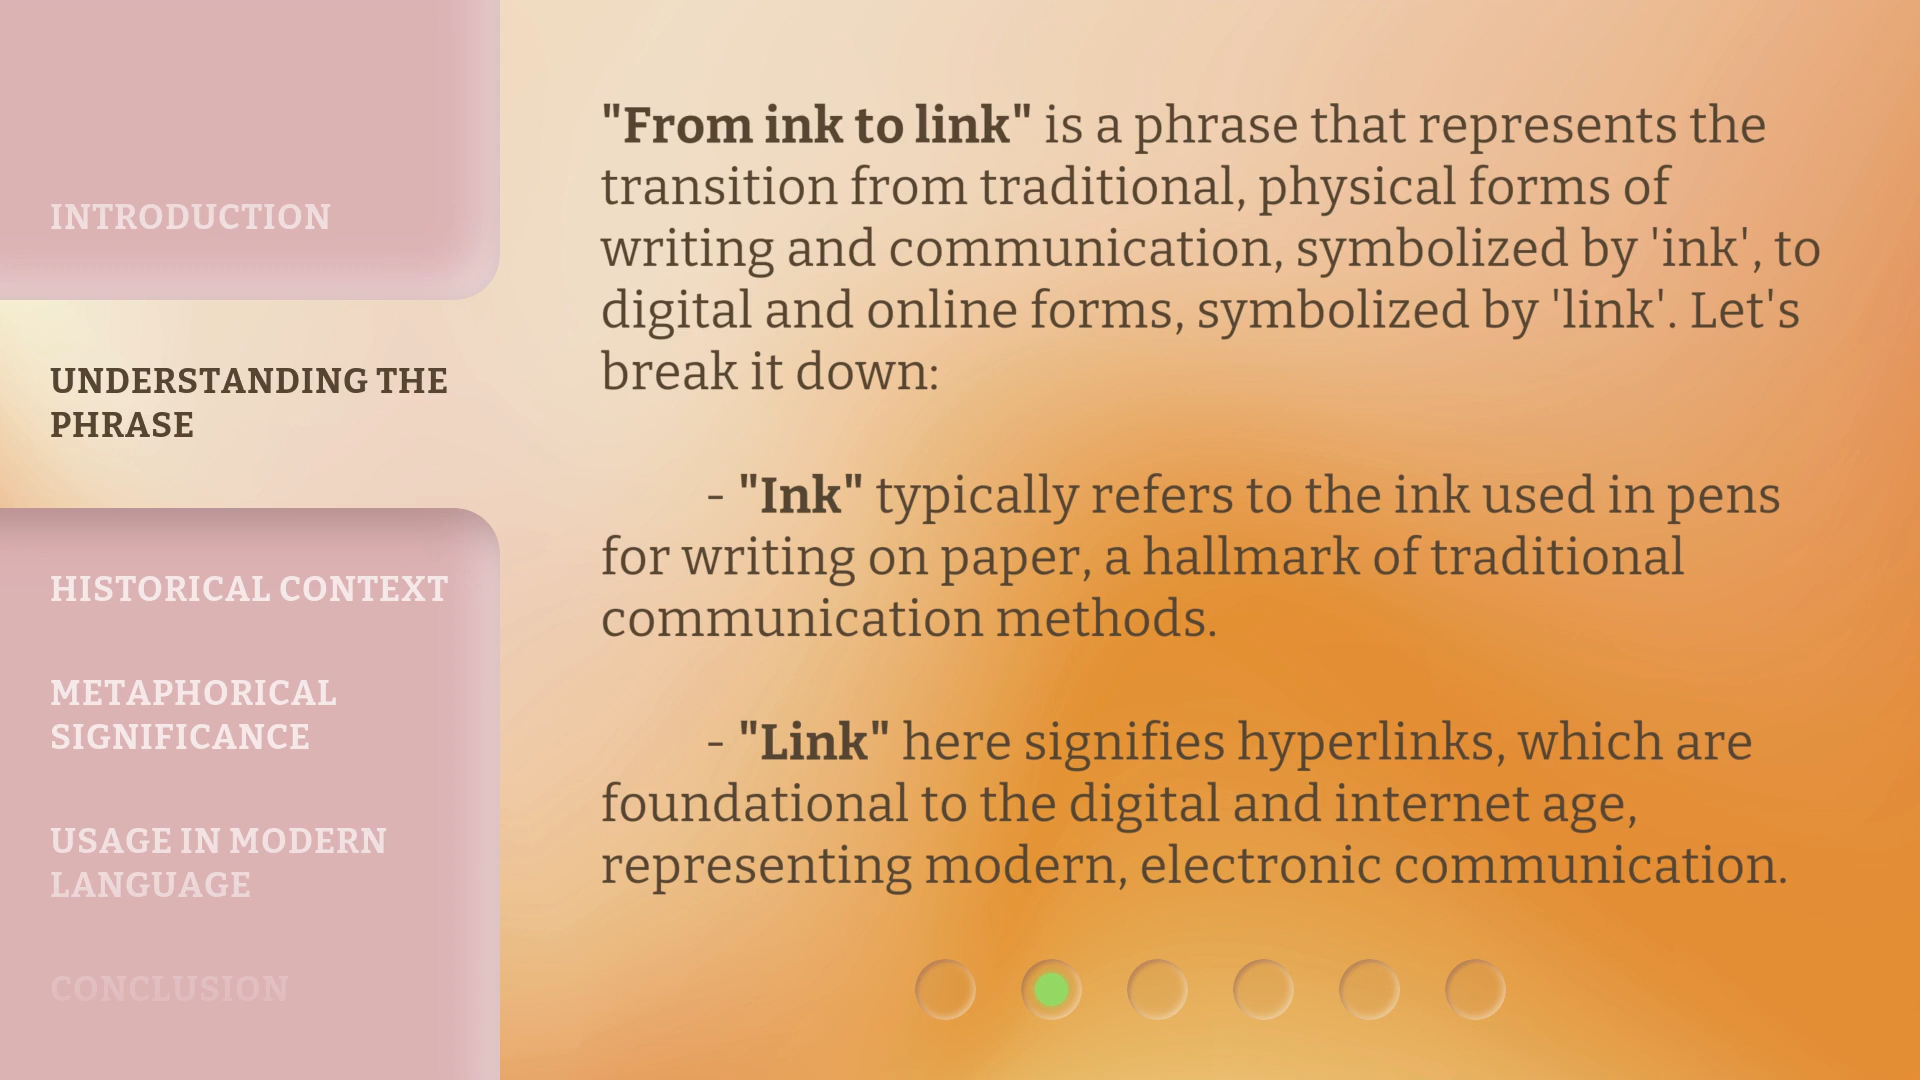 INTRODUCTION
UNDERSTANDING THE
PHRASE
HISTORICAL CONTEXT
METAPHORICAL
SIGNIFICANCE
USAGE IN MODERN
LANGUAGE
CONCLUSION
"From ink to link" is a phrase that represents the
transition from traditional, physical forms of
writing and communication, symbolized by 'ink', to
digital and online forms, symbolized by 'link'. Let's
break it down:
- "Ink" typically refers to the ink used in pens
for writing on paper, a hallmark of traditional
communication methods.
- "Link" here signifies hyperlinks, which are
foundational to the digital and internet age,
representing modern, electronic communication.